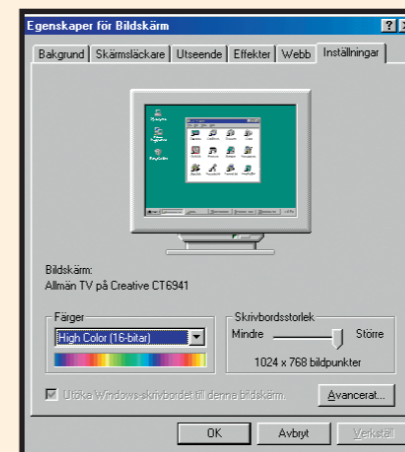 Egenskaper för Bildskärm
Bakgrund Skärmsläckare Utseende Effekter Webb Inställningar
Bildskärm:
Allmän TV på Creative CT6941
Färger
High Color (16-bitar)
Skrivbordsstorlek
Mindre Större
1024 x 768 bildpunkter
Utöka Windows-skrivbordet till denna bildskärm.
Avancerat...
OK Avbryt Verkställ